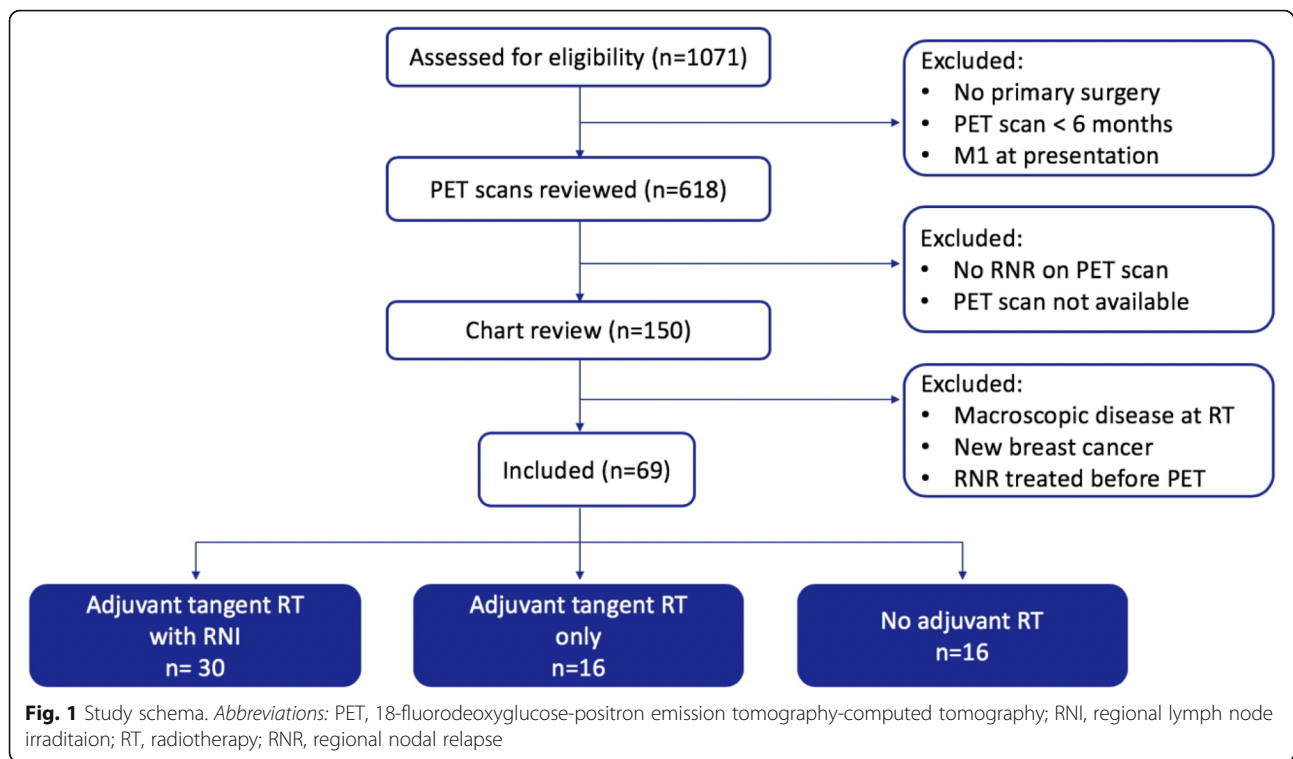 Assessed for eligibility (n=1071)
Excluded:
• No primary surgery
• PET scan < 6 months
• M1 at presentation
PET scans reviewed (n=618)
Excluded:
• No RNR on PET scan
• PET scan not available
Chart review (n=150)
Excluded:
• Macroscopic disease at RT
• New breast cancer
• RNR treated before PET
Included (n=69)
Adjuvant tangent RT
with RNI
n= 30
Adjuvant tangent RT
only
n=16
No adjuvant RT
n=16
Fig. 1 Study schema. Abbreviations: PET, 18-fluorodeoxyglucose-positron emission tomography-computed tomography; RNI, regional lymph node
irraditaion; RT, radiotherapy; RNR, regional nodal relapse